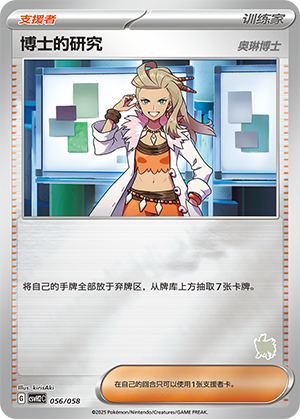 支援者
训练家
博士的研究
奥琳博士
将自己的手牌全部放于弃牌区，从牌库上方抽取7张卡牌。
Illus. kirisAki
G CSVH2C 056/058
在自己的回合只可以使用1张支援者卡。
©2025 Pokémon/Nintendo/Creatures/GAME FREAK.